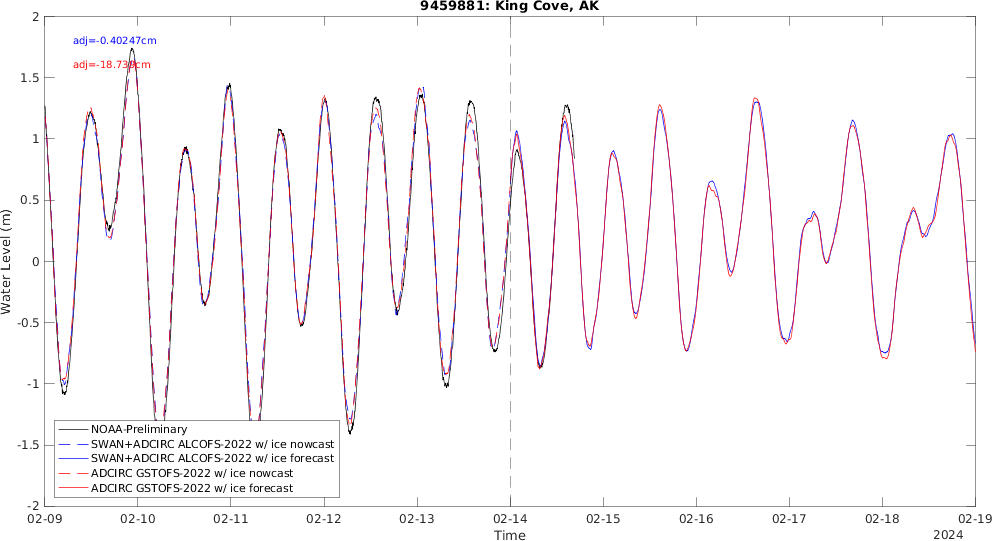 9459881: King Cove, AK
adj=-0.40247cm
adj=-18.739cm
Water Level (m)
2
1.5
1
0.5
0
-0.5
-1
-1.5
-2
NOAA-Preliminary
SWAN+ADCIRC ALCOFS-2022 w/ ice nowcast
SWAN+ADCIRC ALCOFS-2022 w/ ice forecast
ADCIRC GSTOFS-2022 w/ ice nowcast
ADCIRC GSTOFS-2022 w/ ice forecast
02-09 02-10 02-11 02-12 02-13 02-14 02-15 02-16 02-17 02-18 02-19
Time
2024